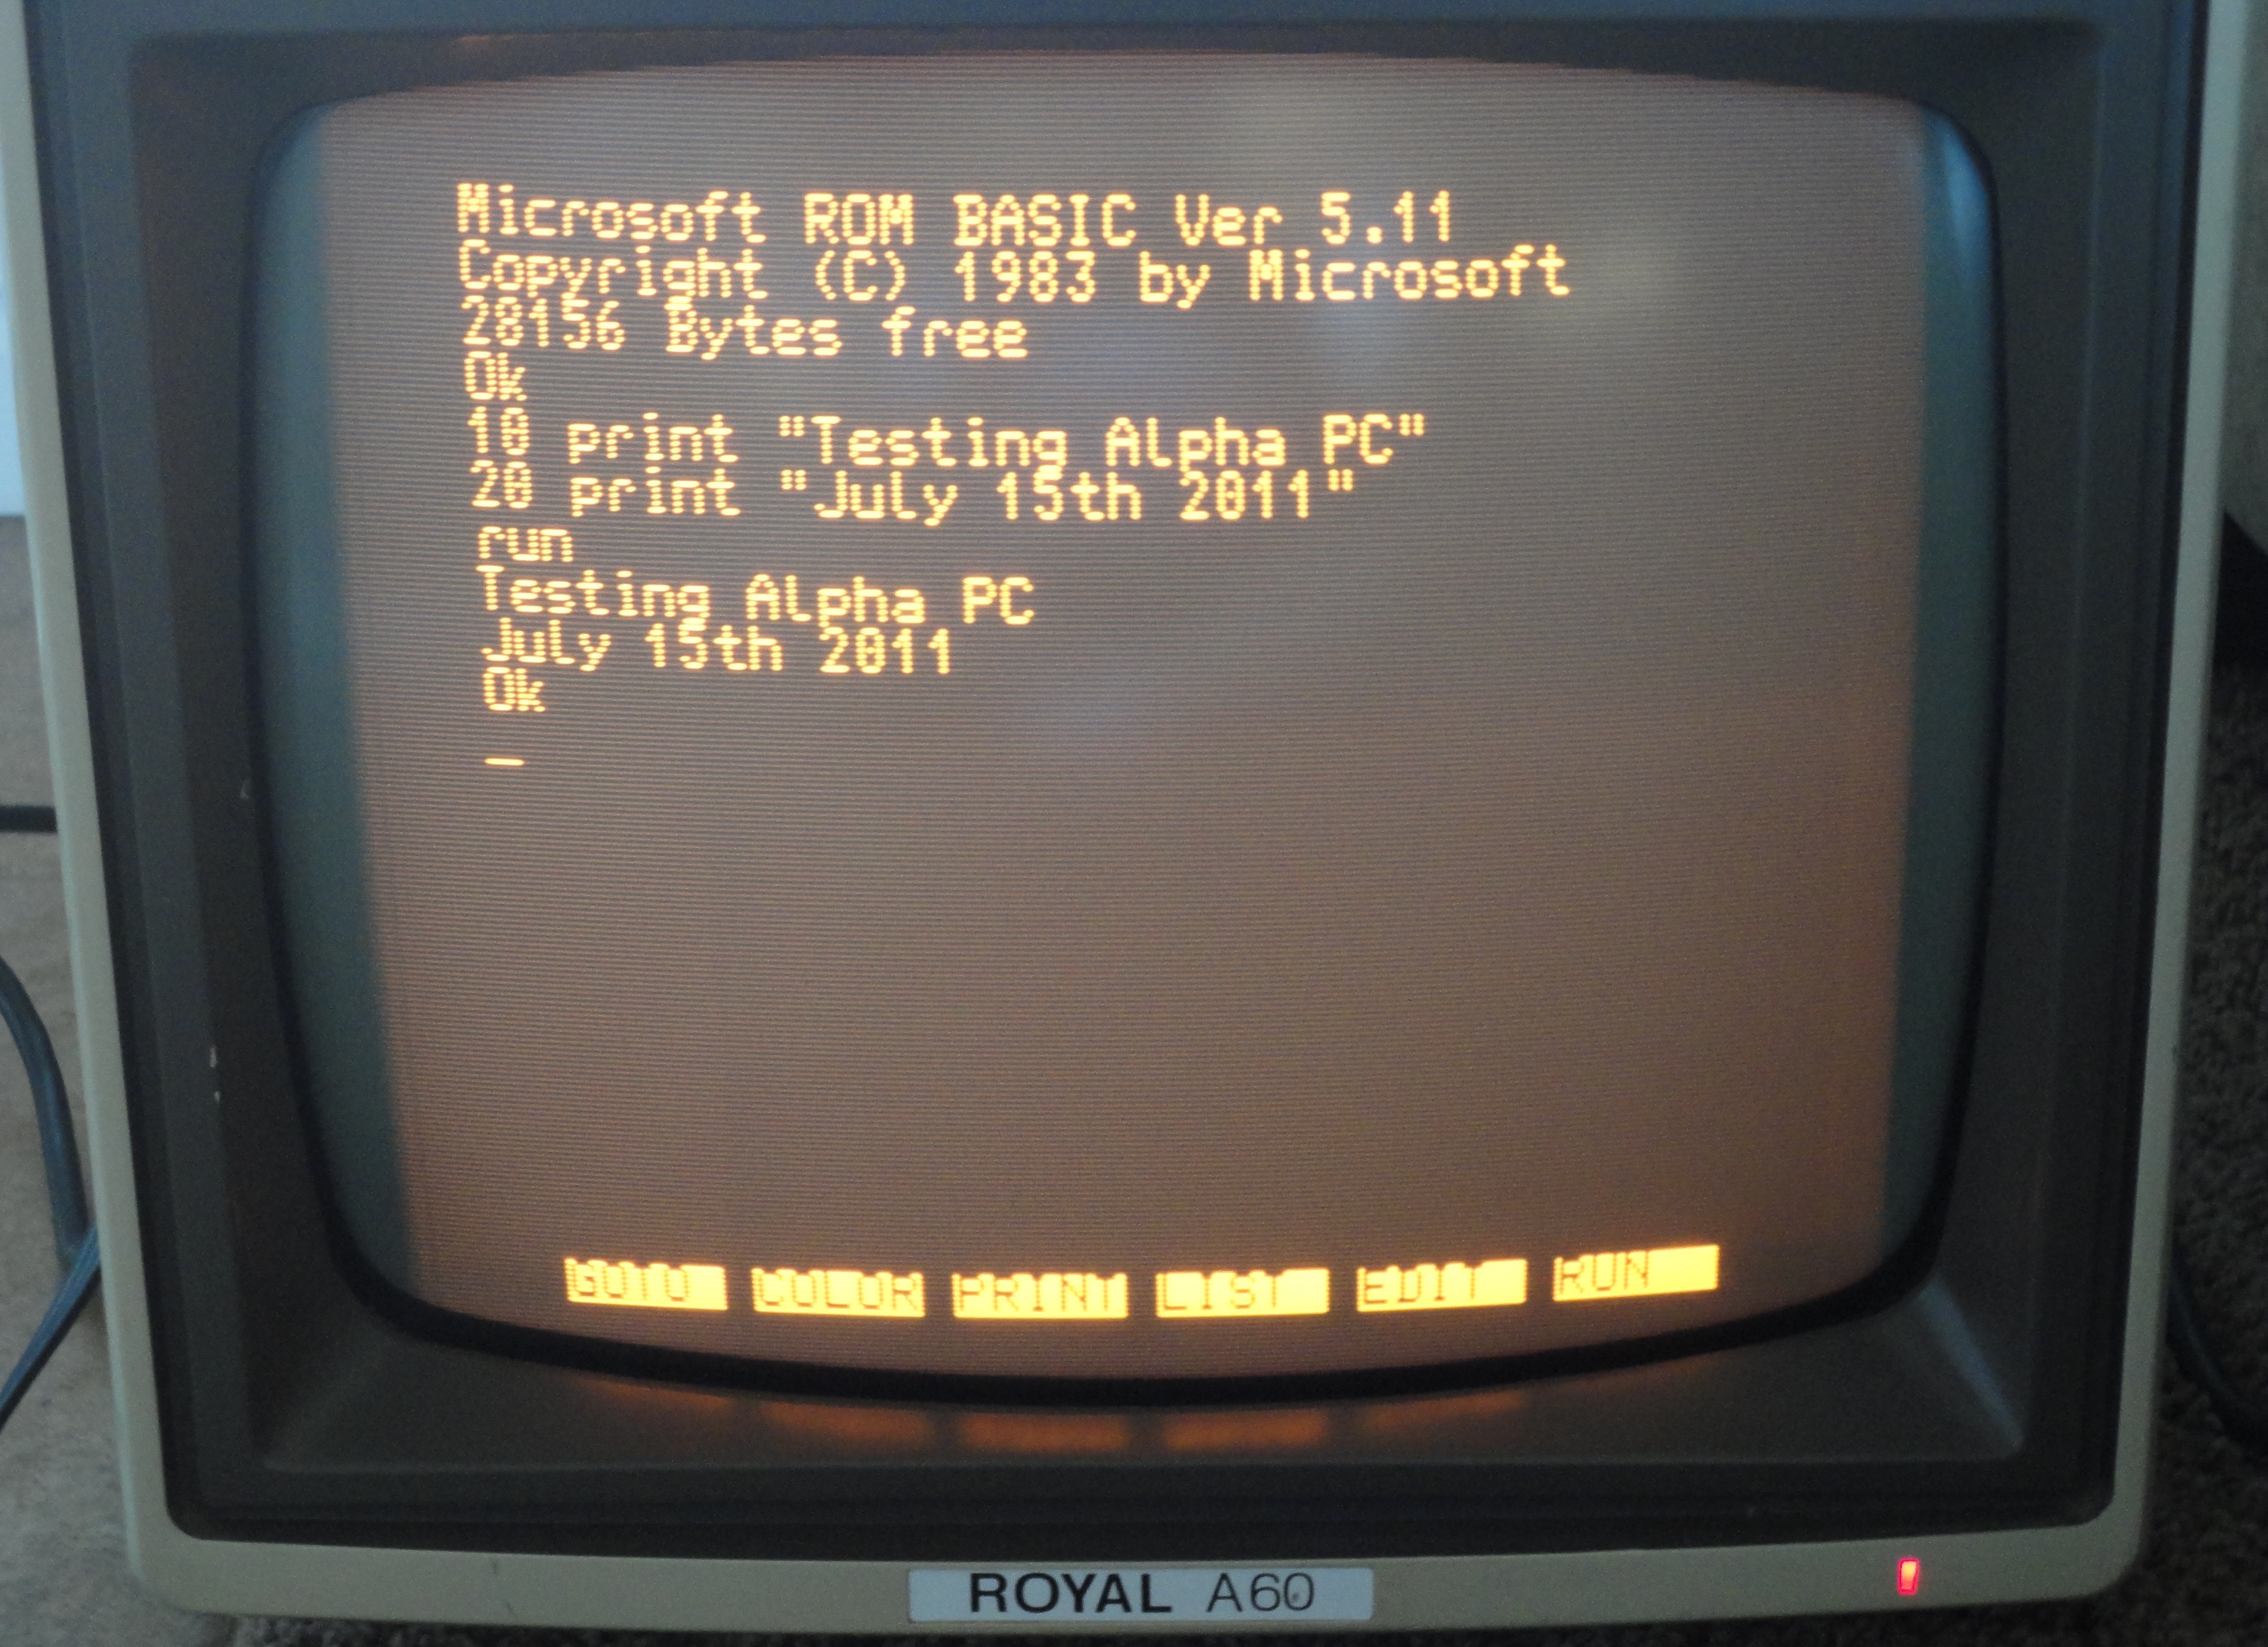 Microsoft ROM BASIC Ver 5.11
Copyright (C) 1983 by Microsoft
28156 Bytes free
Ok
10 print "Testing Alpha PC"
20 print "July 15th 2011"
run
Testing Alpha PC
July 15th 2011
Ok
_
GOTO COLOR PRINT LIST EDIT RUN
ROYAL A60